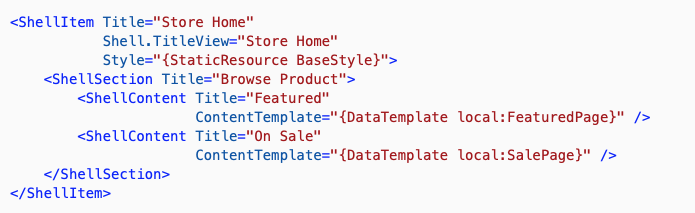 <ShellItem Title="Store Home"
           Shell.TitleView="Store Home"
           Style="{StaticResource BaseStyle}">
    <ShellSection Title="Browse Product">
        <ShellContent Title="Featured"
                      ContentTemplate="{DataTemplate local:FeaturedPage}" />
        <ShellContent Title="On Sale"
                      ContentTemplate="{DataTemplate local:SalePage}" />
    </ShellSection>
</ShellItem>